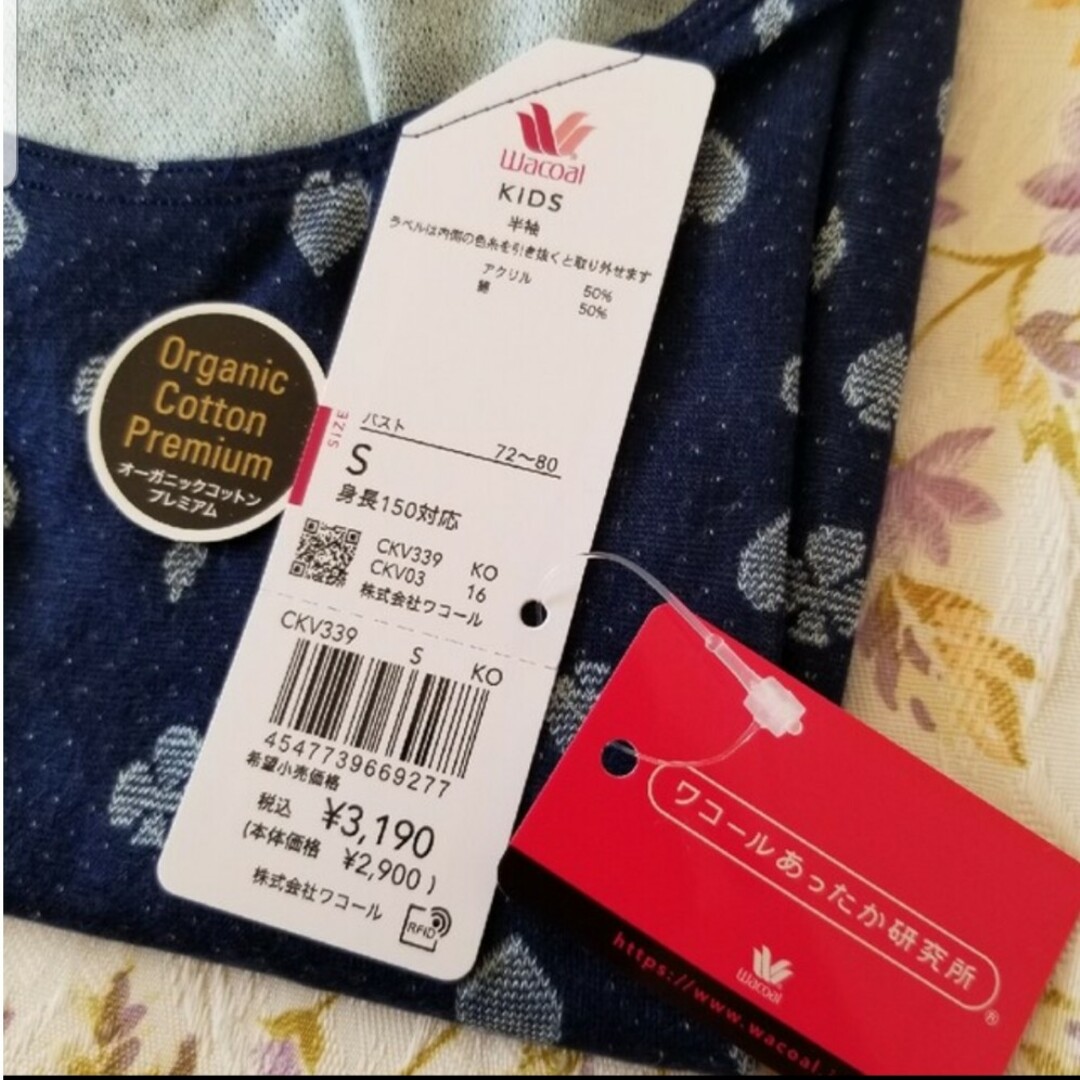 Wacoal
KIDS
半袖
ラベルは内側の色糸を引き抜くと取り外せます
アクリル 50%
綿 50%
SIZE
バスト 72～80
S
身長150対応
CKV339 KO
CKV03 16
株式会社ワコール
CKV339 S KO
4547739669277
希望小売価格
税込 ¥3,190
(本体価格 ¥2,900)
株式会社ワコール
RFID
Organic
Cotton
Premium
オーガニックコットン
プレミアム
ワコールあったか研究所®
Wacoal
https://www.wacoal.